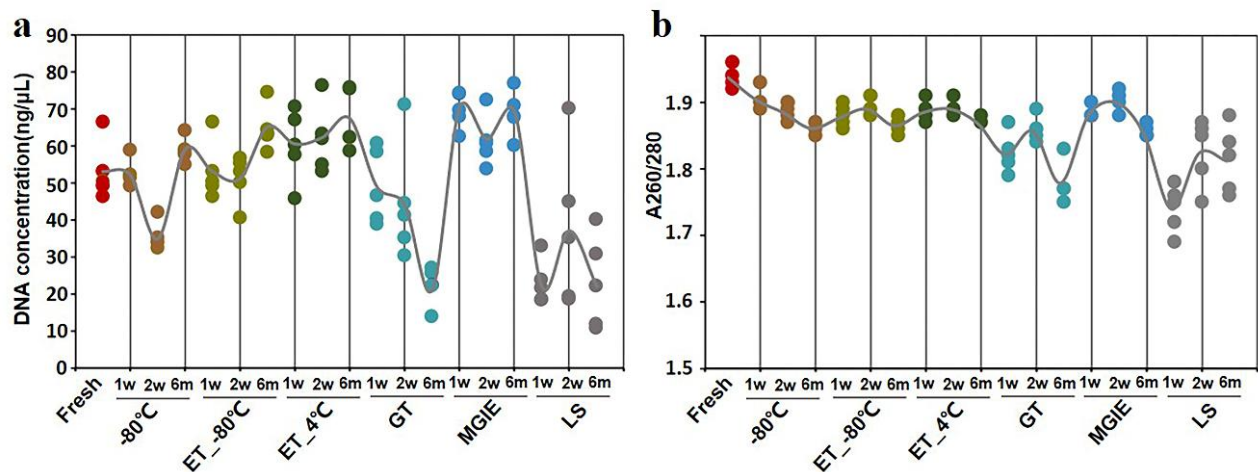 a
DNA concentration(ng/µL)
90
80
70
60
50
40
30
20
10
0
Fresh
1w 2w 6m 1w 2w 6m 1w 2w 6m 1w 2w 6m 1w 2w 6m 1w 2w 6m
-80℃ ET_-80℃ ET_4℃ GT MGIE LS
b
A260/280
1.9
1.8
1.7
1.6
1.5
Fresh
1w 2w 6m 1w 2w 6m 1w 2w 6m 1w 2w 6m 1w 2w 6m 1w 2w 6m
-80℃ ET_-80℃ ET_4℃ GT MGIE LS